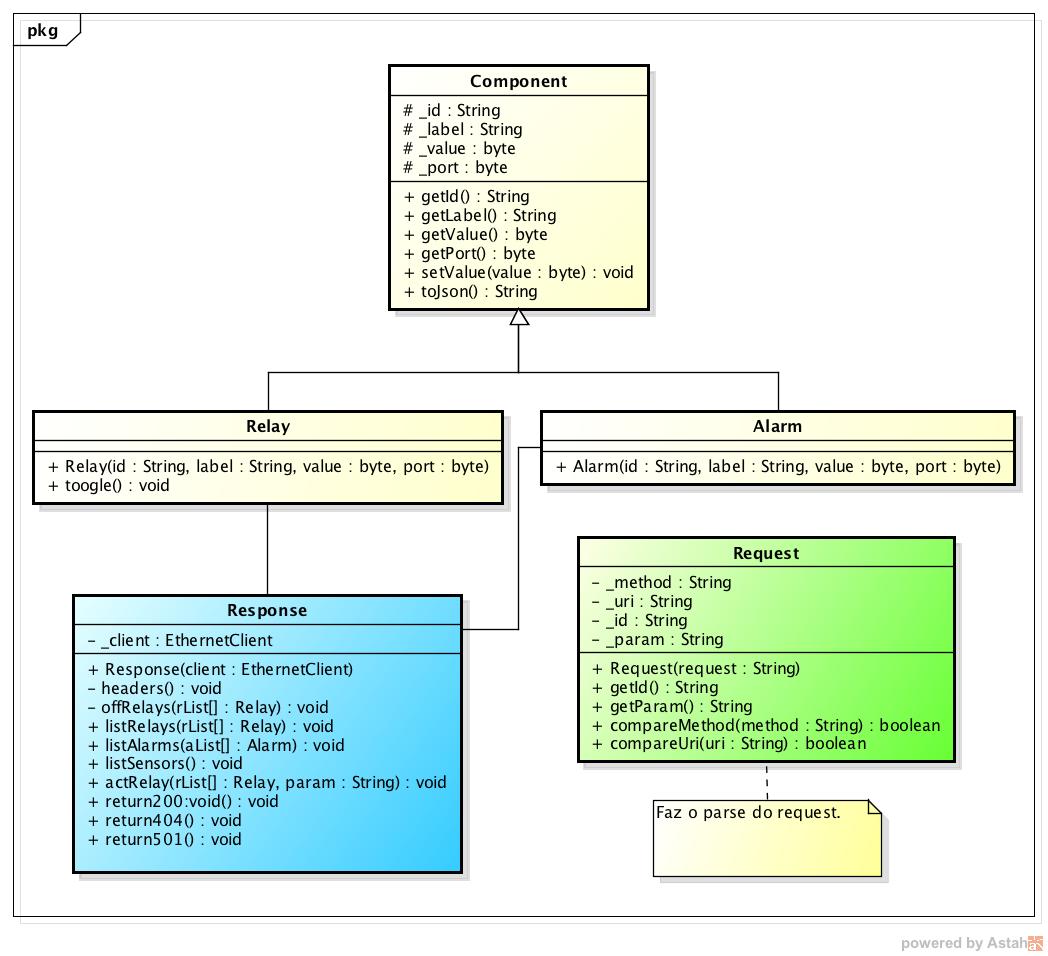 pkg
Component
# _id : String
# _label : String
# _value : byte
# _port : byte
+ getId() : String
+ getLabel() : String
+ getValue() : byte
+ getPort() : byte
+ setValue(value : byte) : void
+ toJson() : String
Relay
+ Relay(id : String, label : String, value : byte, port : byte)
+ toogle() : void
Alarm
+ Alarm(id : String, label : String, value : byte, port : byte)
Response
- _client : EthernetClient
+ Response(client : EthernetClient)
- headers() : void
- offRelays(rList[] : Relay) : void
+ listRelays(rList[] : Relay) : void
+ listAlarms(aList[] : Alarm) : void
+ listSensors() : void
+ actRelay(rList[] : Relay, param : String) : void
+ return200:void() : void
+ return404() : void
+ return501() : void
Request
- _method : String
- _uri : String
- _id : String
- _param : String
+ Request(request : String)
+ getId() : String
+ getParam() : String
+ compareMethod(method : String) : boolean
+ compareUri(uri : String) : boolean
Faz o parse do request.
powered by Astah